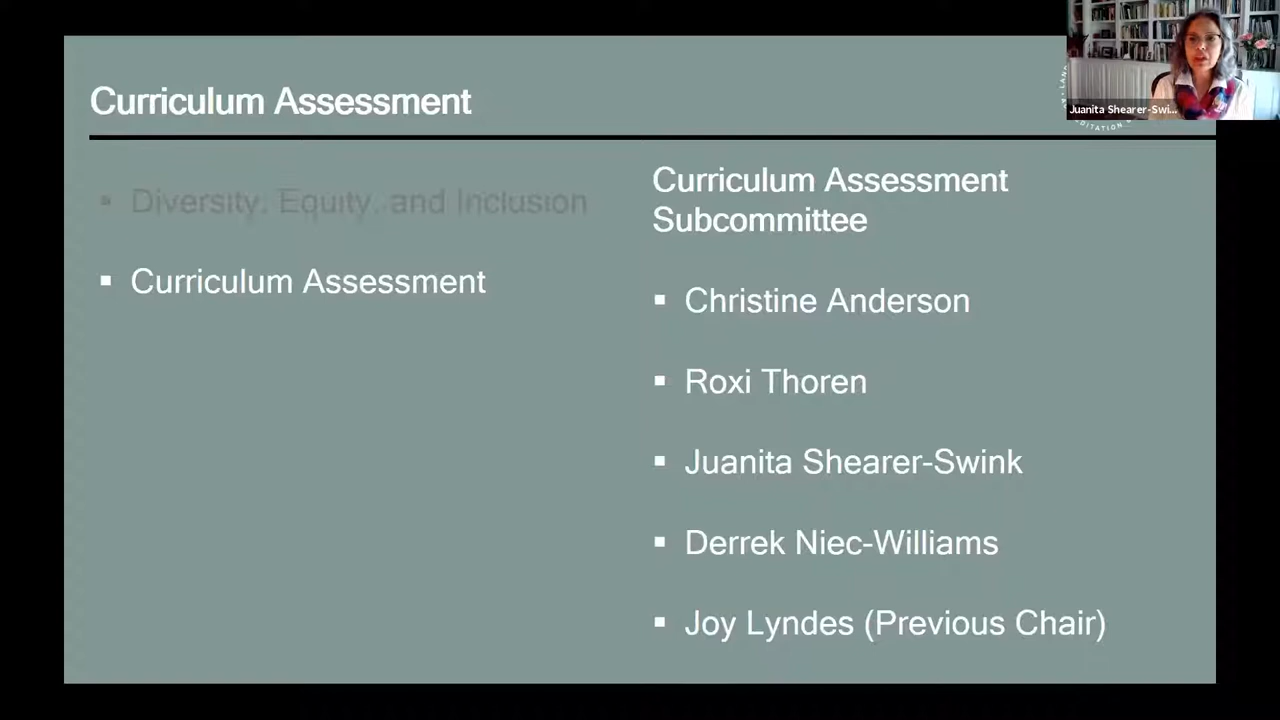 Curriculum Assessment
Juanita Shearer-Swi...
▪ Diversity, Equity, and Inclusion
▪ Curriculum Assessment
Curriculum Assessment
Subcommittee
▪ Christine Anderson
▪ Roxi Thoren
▪ Juanita Shearer-Swink
▪ Derrek Niec-Williams
▪ Joy Lyndes (Previous Chair)